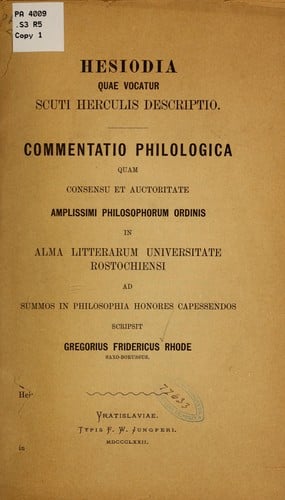 PA 4009
.S3 R5
Copy 1
HESIODIA
QUAE VOCATUR
SCUTI HERCULIS DESCRIPTIO.
COMMENTATIO PHILOLOGICA
QUAM
CONSENSU ET AUCTORITATE
AMPLISSIMI PHILOSOPHORUM ORDINIS
IN
ALMA LITTERARUM UNIVERSITATE
ROSTOCHIENSI
AD
SUMMOS IN PHILOSOPHIA HONORES CAPESSENDOS
SCRIPSIT
GREGORIUS FRIDERICUS RHODE
SAXO-BORUSSUS.
77633
VRATISLAVIAE.
TYPIS F. W. JUNGFERI.
MDCCCLXXII.
in